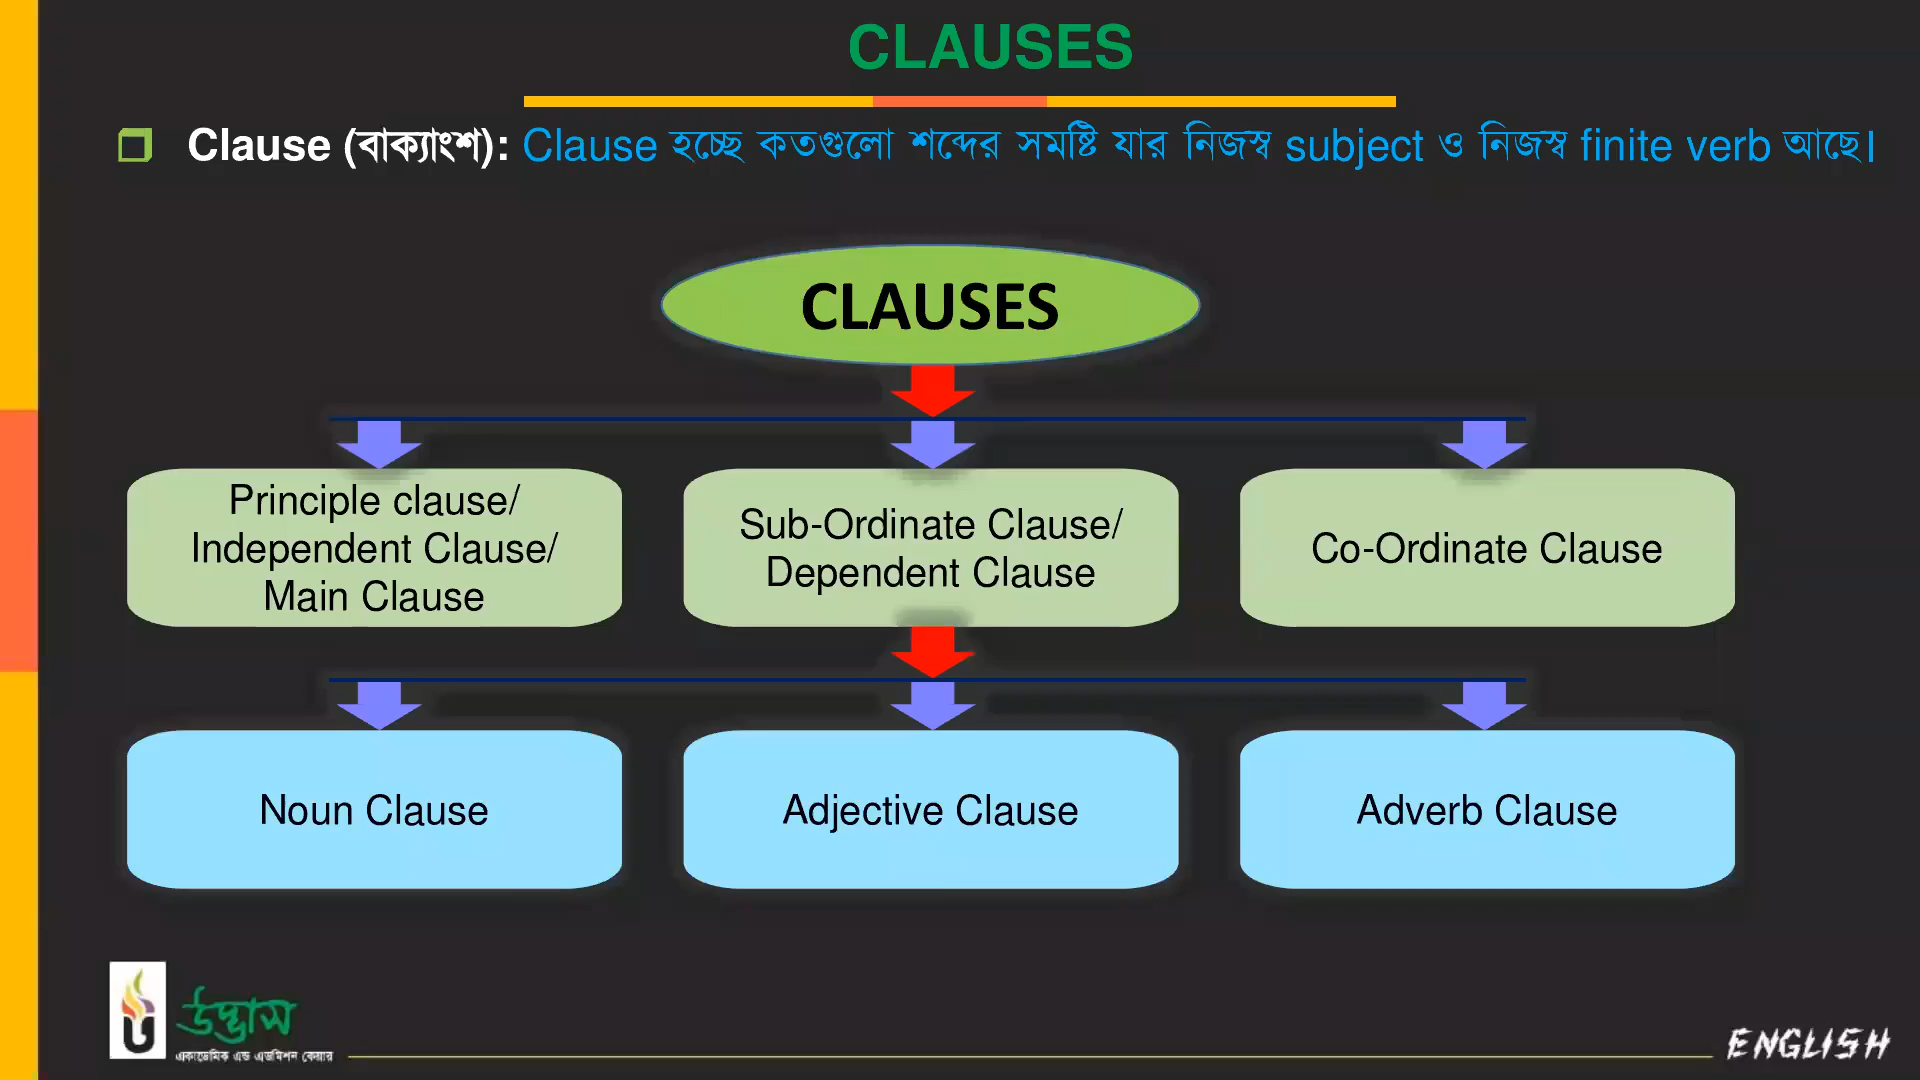 CLAUSES
Clause (বাক্যাংশ): Clause হচ্ছে কতগুলো শব্দের সমষ্টি যার নিজস্ব subject ও নিজস্ব finite verb আছে।
CLAUSES
Principle clause/
Independent Clause/
Main Clause
Sub-Ordinate Clause/
Dependent Clause
Co-Ordinate Clause
Noun Clause
Adjective Clause
Adverb Clause
উদ্ভাস
একাডেমিক এন্ড এডমিশন কেয়ার
ENGLISH